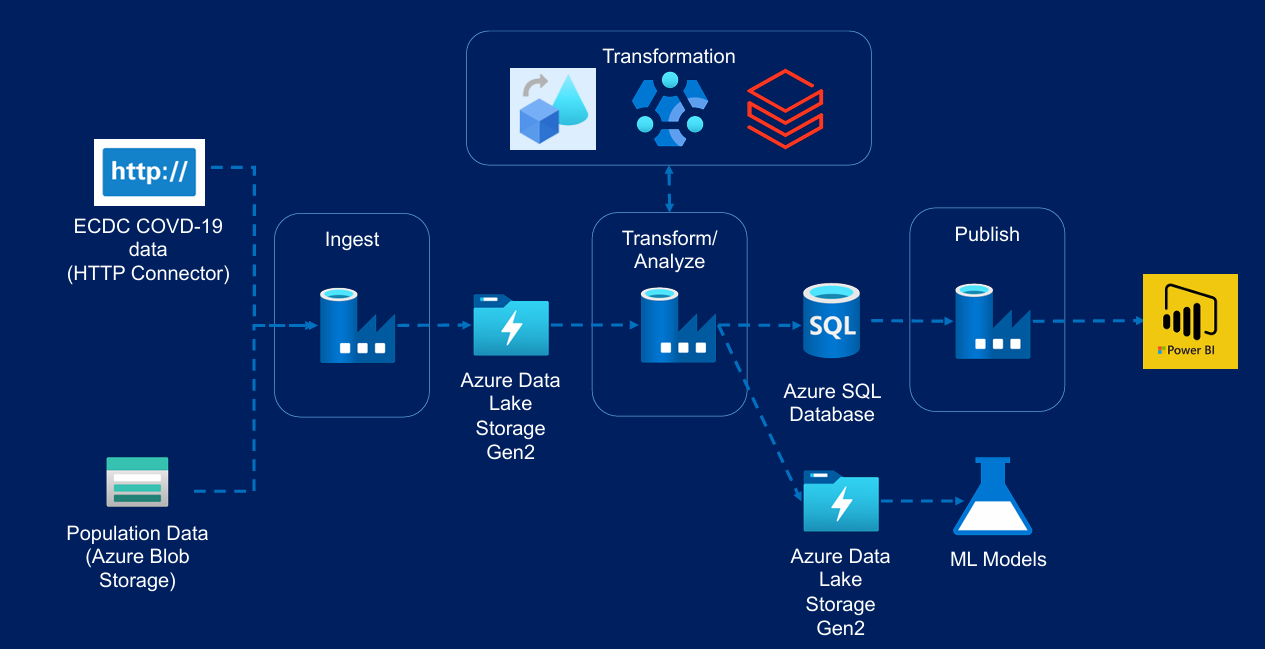 Transformation
http://
ECDC COVD-19
data
(HTTP Connector)
Ingest
Transform/
Analyze
Publish
SQL
Power BI
Azure Data
Lake
Storage
Gen2
Azure SQL
Database
Population Data
(Azure Blob
Storage)
Azure Data
Lake
Storage
Gen2
ML Models